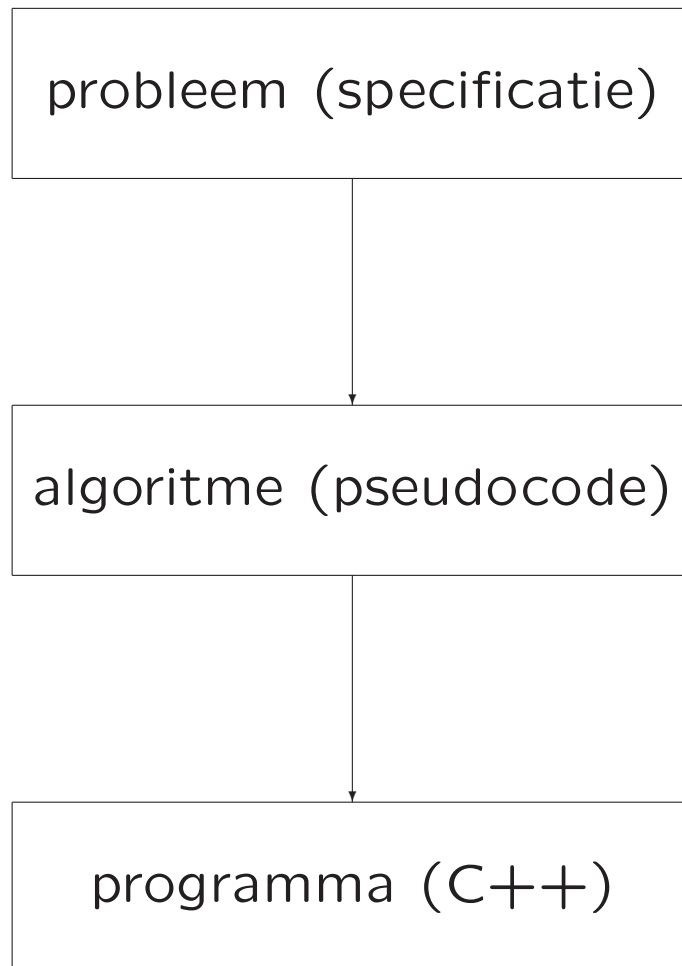 probleem (specificatie)
algoritme (pseudocode)
programma (C++)